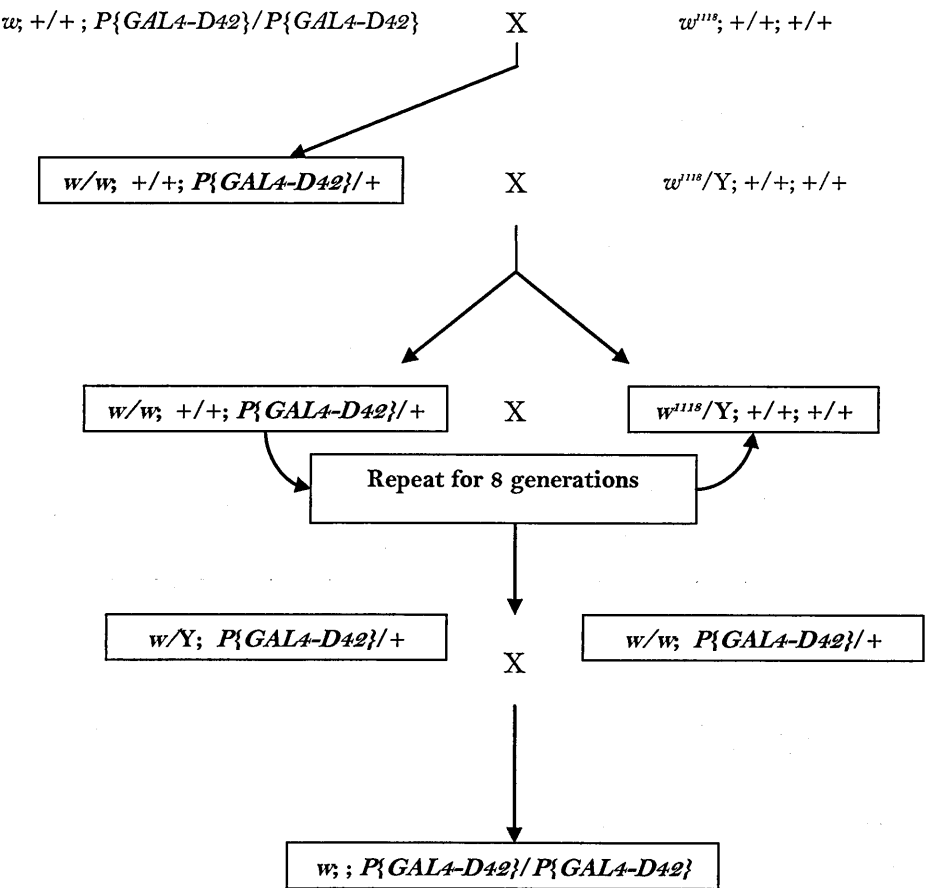 w; +/+ ; P{GAL4-D42}/P{GAL4-D42} X w¹¹¹⁸; +/+; +/+
w/w; +/+; P{GAL4-D42}/+ X w¹¹¹⁸/Y; +/+; +/+
w/w; +/+; P{GAL4-D42}/+ X w¹¹¹⁸/Y; +/+; +/+
Repeat for 8 generations
w/Y; P{GAL4-D42}/+ X w/w; P{GAL4-D42}/+
w; ; P{GAL4-D42}/P{GAL4-D42}